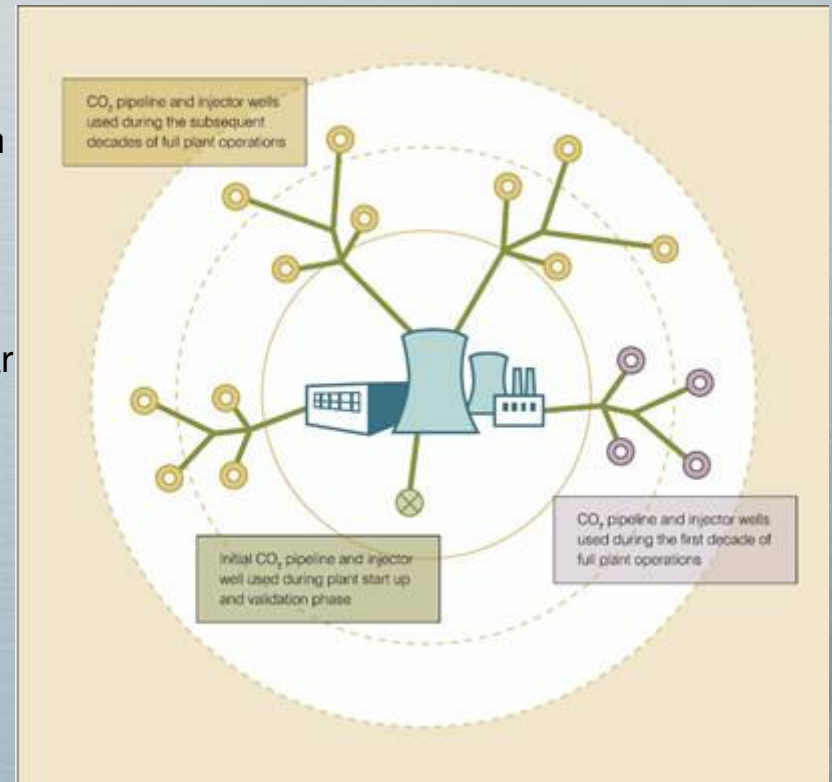 CO₂ pipeline and injector wells
used during the subsequent
decades of full plant operations
CO₂ pipeline and injector wells
used during the first decade of
full plant operations
Initial CO₂ pipeline and injector
well used during plant start up
and validation phase